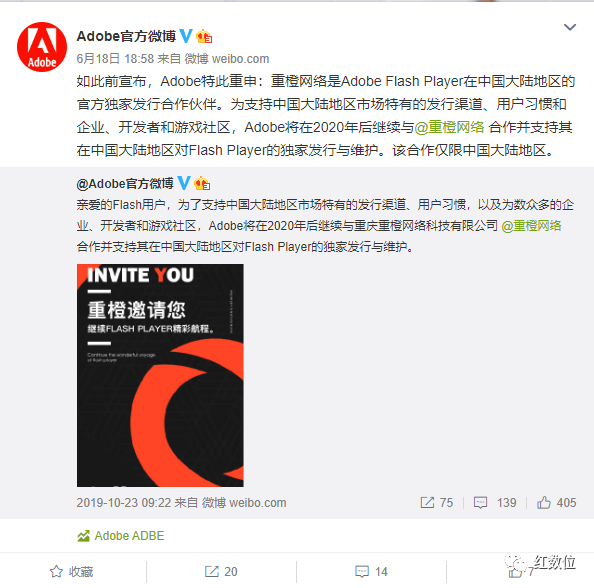 Adobe
Adobe官方微博
6月18日 18:58 来自 微博 weibo.com
如此前宣布，Adobe特此重申：重橙网络是Adobe Flash Player在中国大陆地区的
官方独家发行合作伙伴。为支持中国大陆地区市场特有的发行渠道、用户习惯和
企业、开发者和游戏社区，Adobe将在2020年后继续与@重橙网络 合作并支持其
在中国大陆地区对Flash Player的独家发行与维护。该合作仅限中国大陆地区。
@Adobe官方微博
亲爱的Flash用户，为了支持中国大陆地区市场特有的发行渠道、用户习惯，以及为数众多的企
业、开发者和游戏社区，Adobe将在2020年后继续与重庆重橙网络科技有限公司 @重橙网络
合作并支持其在中国大陆地区对Flash Player的独家发行与维护。
INVITE YOU
重橙邀请您
继续FLASH PLAYER精彩航程。
Continue the wonderful voyage
of flash player
2019-10-23 09:22 来自 微博 weibo.com
75
139
405
Adobe ADBE
收藏
20
14
7
红数位